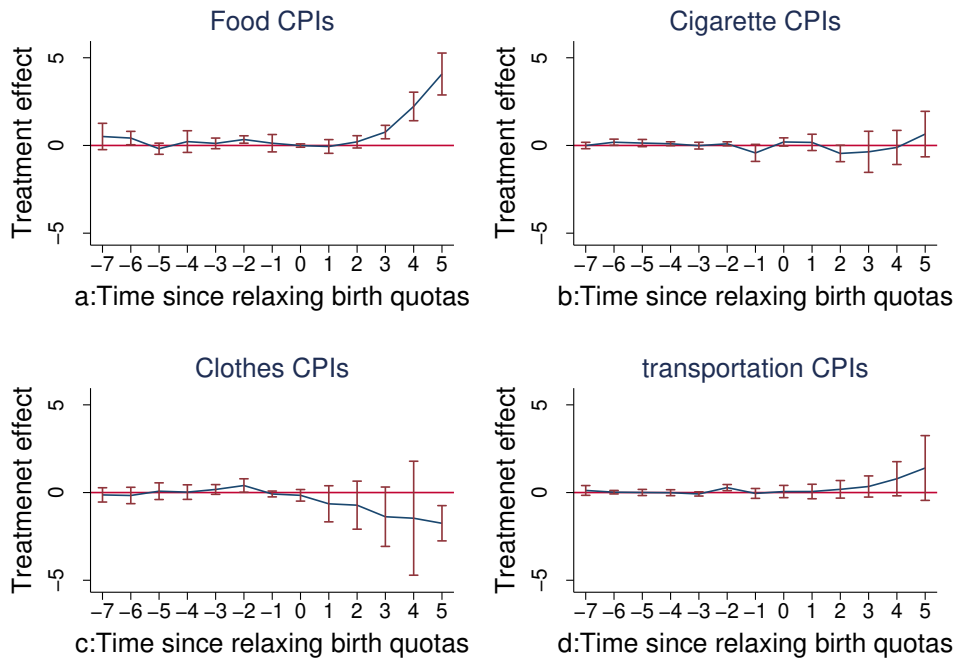 Food CPIs
Treatment effect
5
0
−5
−7 −6 −5 −4 −3 −2 −1 0 1 2 3 4 5
a:Time since relaxing birth quotas
Cigarette CPIs
Treatment effect
5
0
−5
−7 −6 −5 −4 −3 −2 −1 0 1 2 3 4 5
b:Time since relaxing birth quotas
Clothes CPIs
Treatmenet effect
5
0
−5
−7 −6 −5 −4 −3 −2 −1 0 1 2 3 4 5
c:Time since relaxing birth quotas
transportation CPIs
Treatmenet effect
5
0
−5
−7 −6 −5 −4 −3 −2 −1 0 1 2 3 4 5
d:Time since relaxing birth quotas